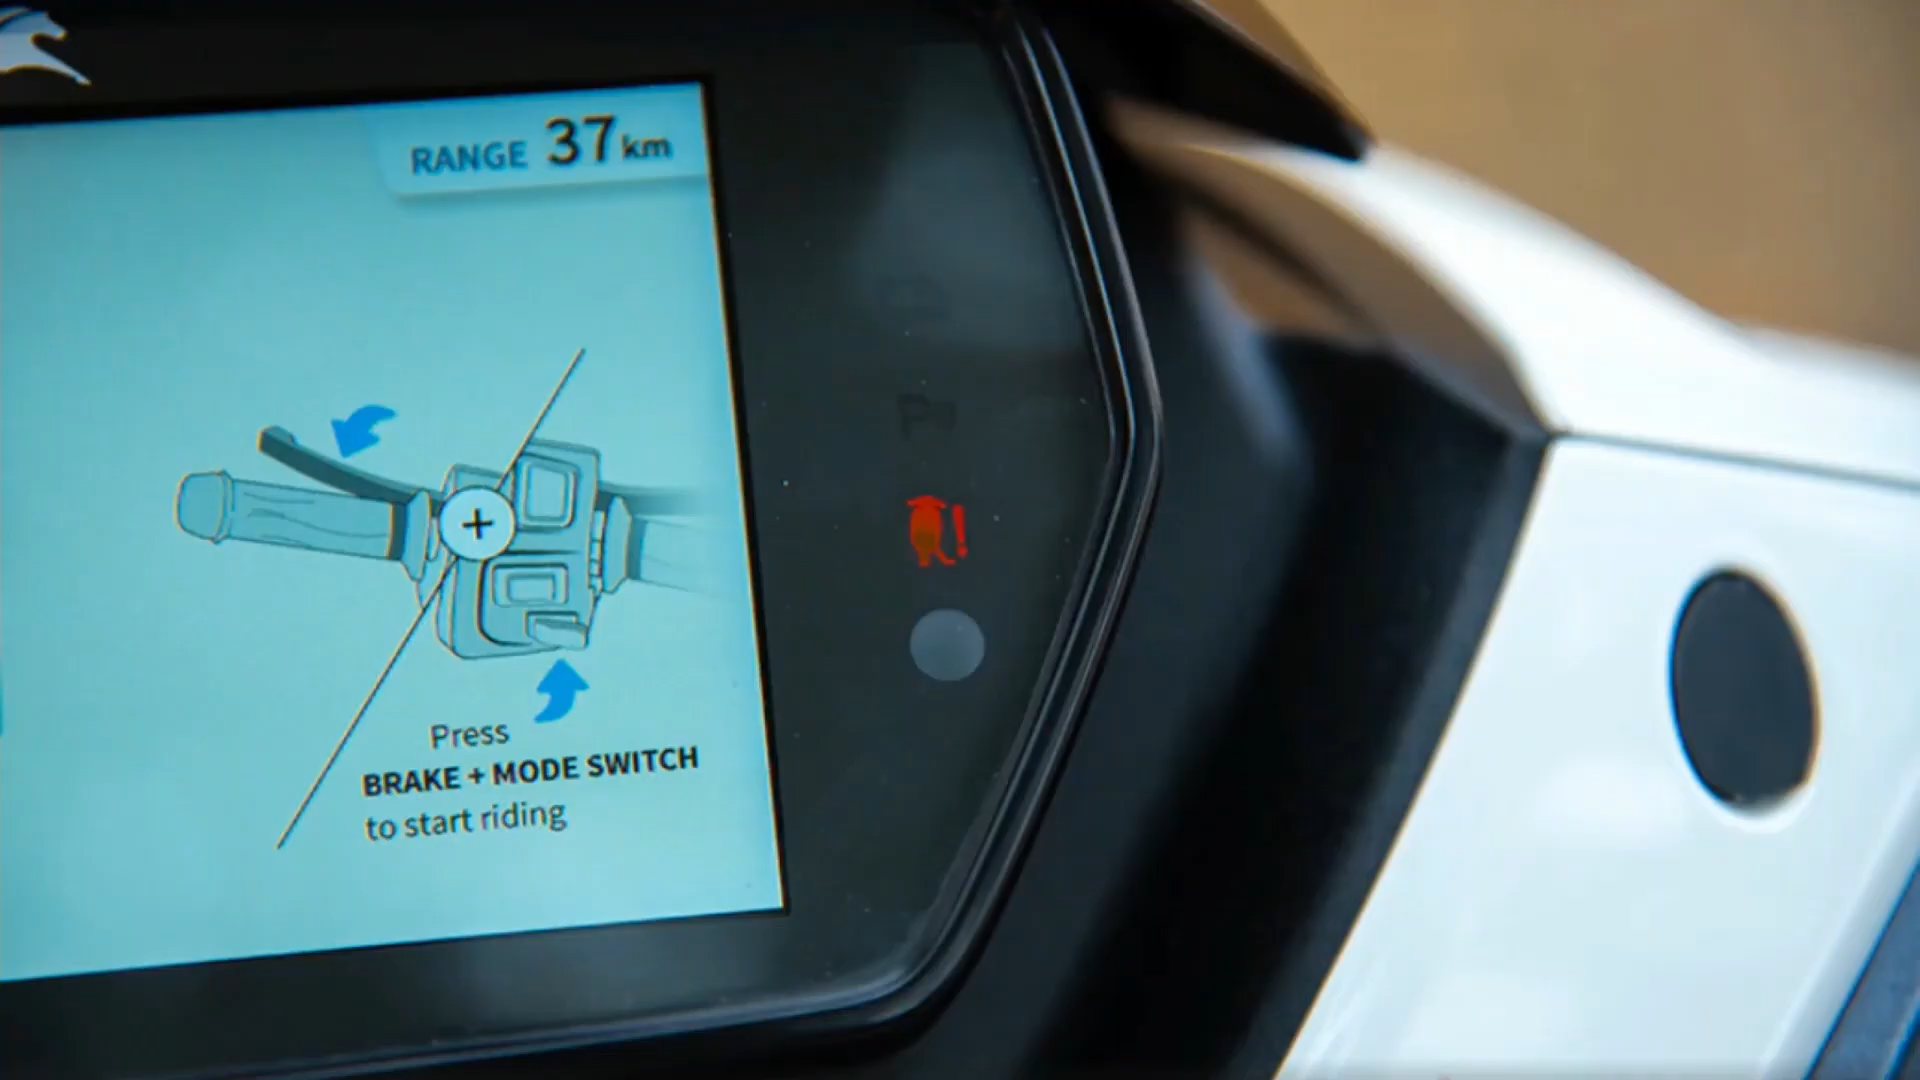 RANGE 37 km
+
Press
BRAKE + MODE SWITCH
to start riding